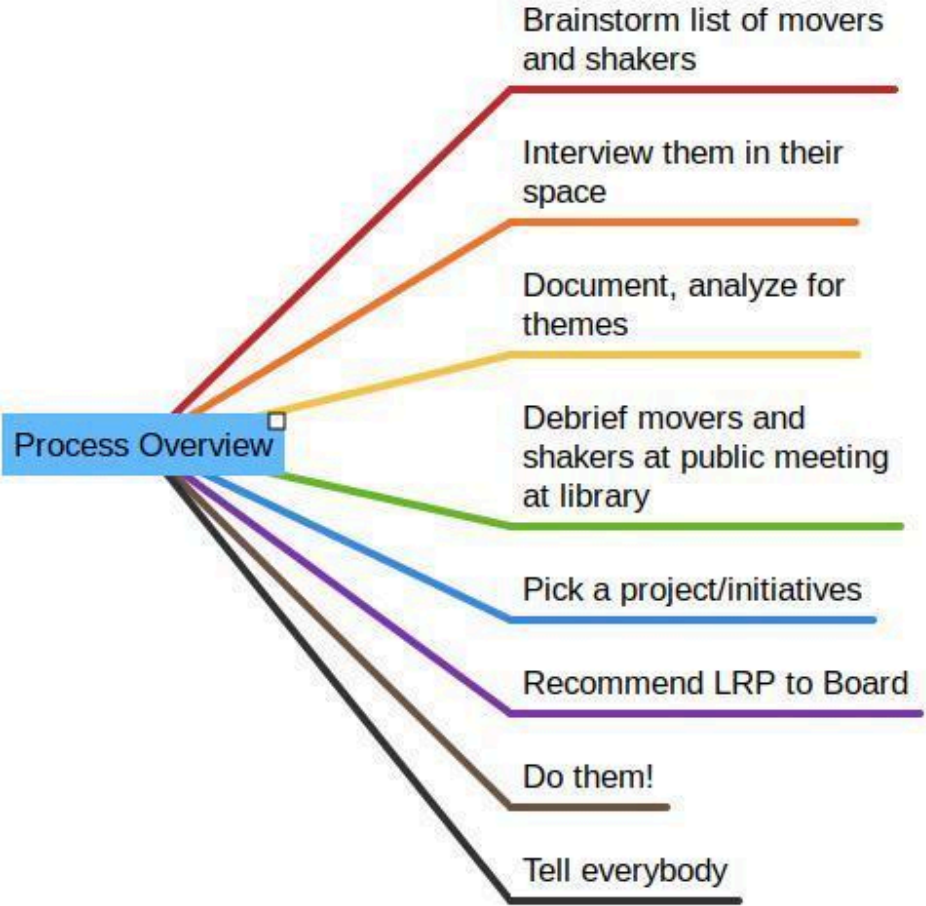 Brainstorm list of movers
and shakers
Interview them in their
space
Document, analyze for
themes
Process Overview
Debrief movers and
shakers at public meeting
at library
Pick a project/initiatives
Recommend LRP to Board
Do them!
Tell everybody